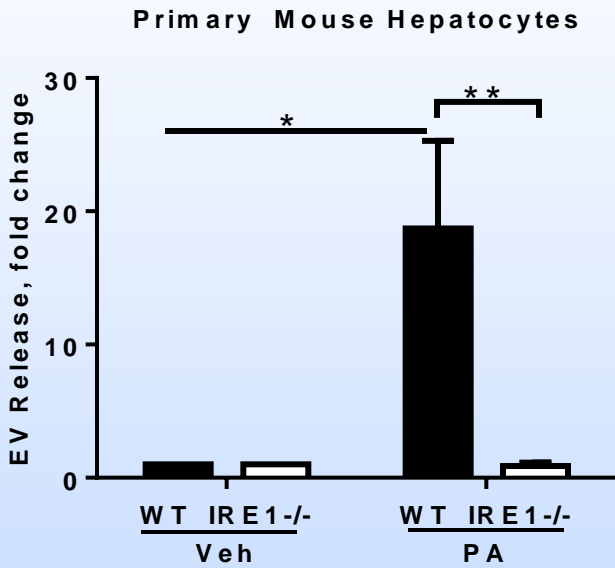 Primary Mouse Hepatocytes
EV Release, fold change
30
20
10
0
*
**
WT IRE1-/- WT IRE1-/-
Veh PA